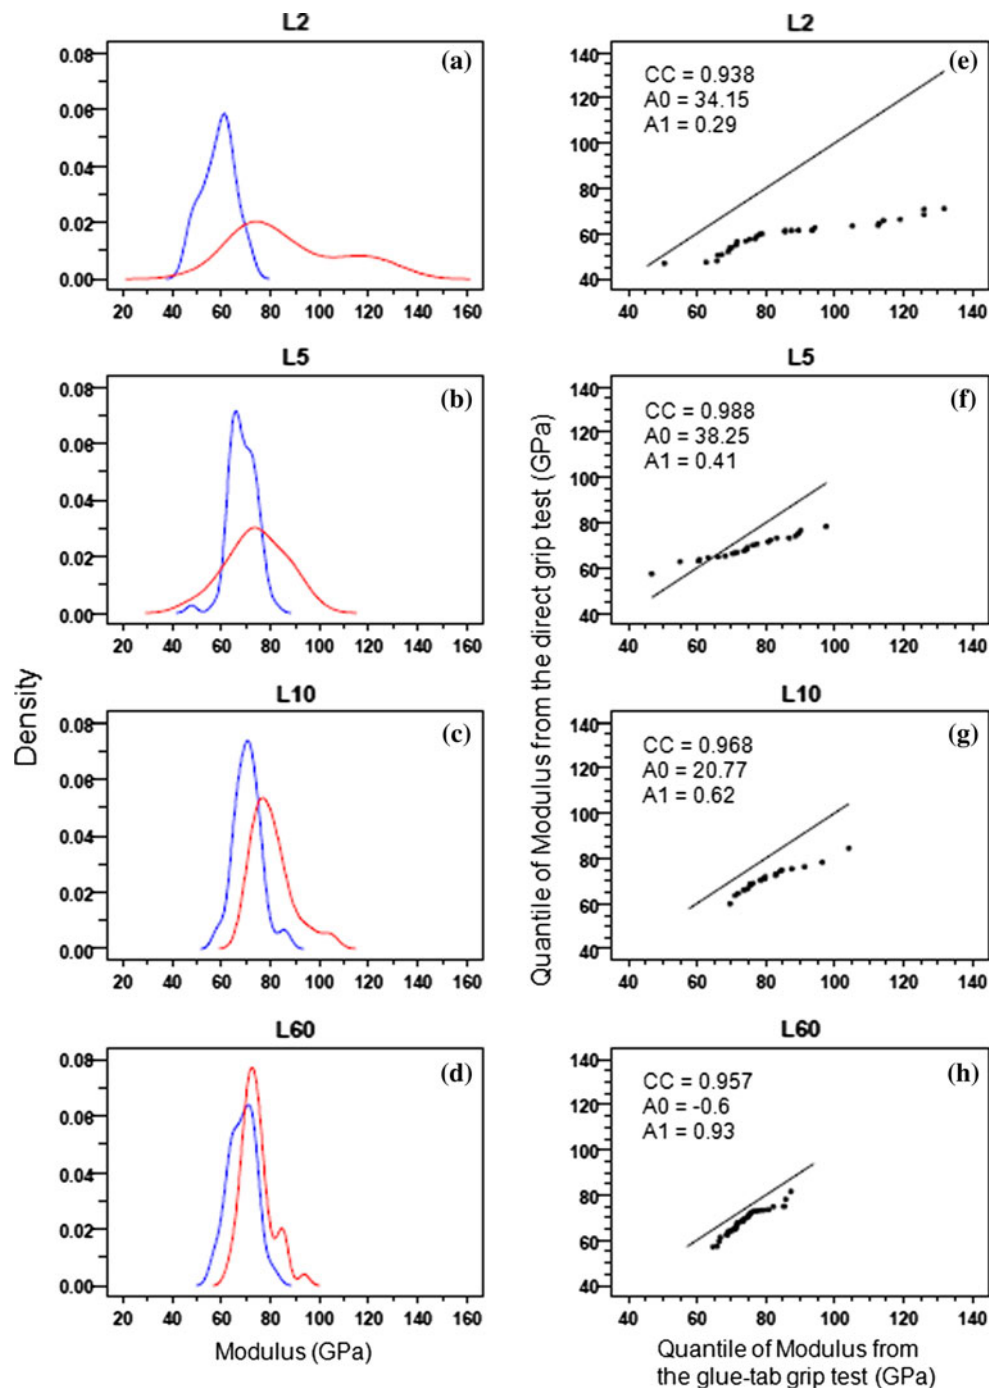 L2
(a)
0.08
0.06
0.04
0.02
0.00
20 40 60 80 100 120 140 160
L2
(e)
CC = 0.938
A0 = 34.15
A1 = 0.29
140
120
100
80
60
40
40 60 80 100 120 140
L5
(b)
0.08
0.06
0.04
0.02
0.00
20 40 60 80 100 120 140 160
L5
(f)
CC = 0.988
A0 = 38.25
A1 = 0.41
140
120
100
80
60
40
40 60 80 100 120 140
L10
(c)
0.08
0.06
0.04
0.02
0.00
20 40 60 80 100 120 140 160
L10
(g)
CC = 0.968
A0 = 20.77
A1 = 0.62
140
120
100
80
60
40
40 60 80 100 120 140
L60
(d)
0.08
0.06
0.04
0.02
0.00
20 40 60 80 100 120 140 160
L60
(h)
CC = 0.957
A0 = -0.6
A1 = 0.93
140
120
100
80
60
40
40 60 80 100 120 140
Density
Quantile of Modulus from the direct grip test (GPa)
Modulus (GPa)
Quantile of Modulus from
the glue-tab grip test (GPa)